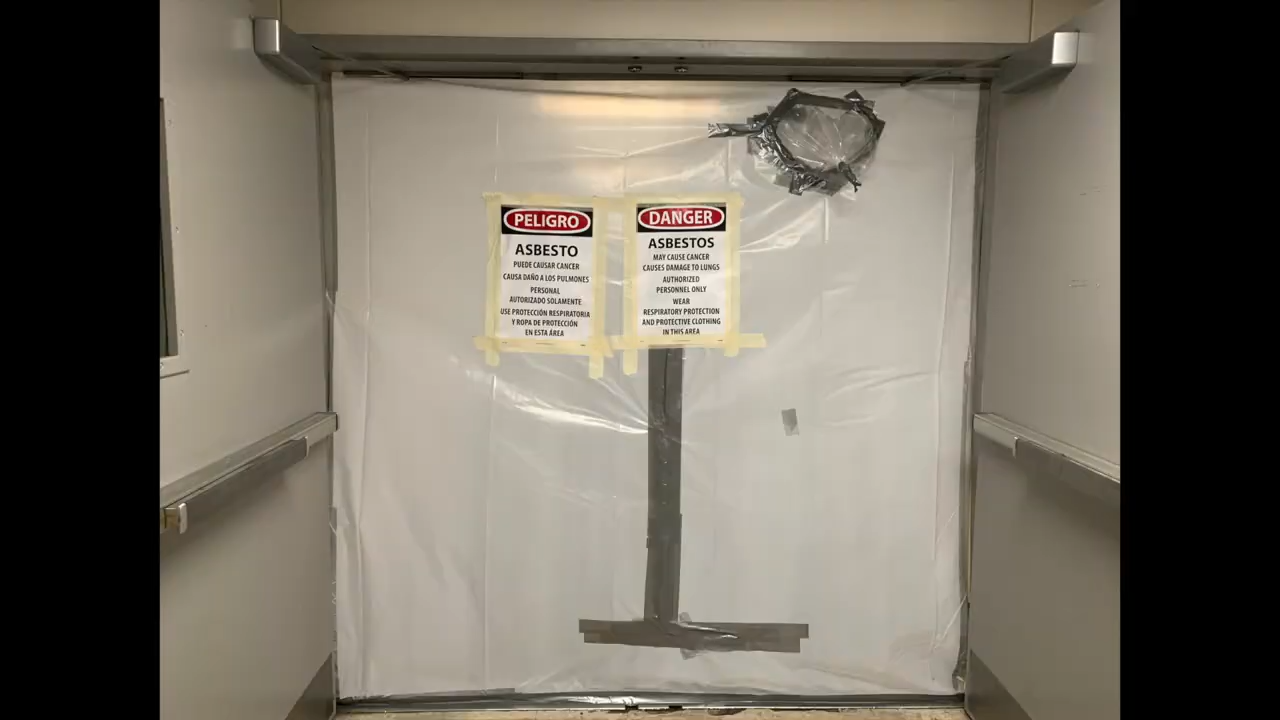 PELIGRO
ASBESTO
PUEDE CAUSAR CANCER
CAUSA DAÑO A LOS PULMONES
PERSONAL
AUTORIZADO SOLAMENTE
USE PROTECCIÓN RESPIRATORIA
Y ROPA DE PROTECCIÓN
EN ESTA ÁREA
DANGER
ASBESTOS
MAY CAUSE CANCER
CAUSES DAMAGE TO LUNGS
AUTHORIZED
PERSONNEL ONLY
WEAR
RESPIRATORY PROTECTION
AND PROTECTIVE CLOTHING
IN THIS AREA